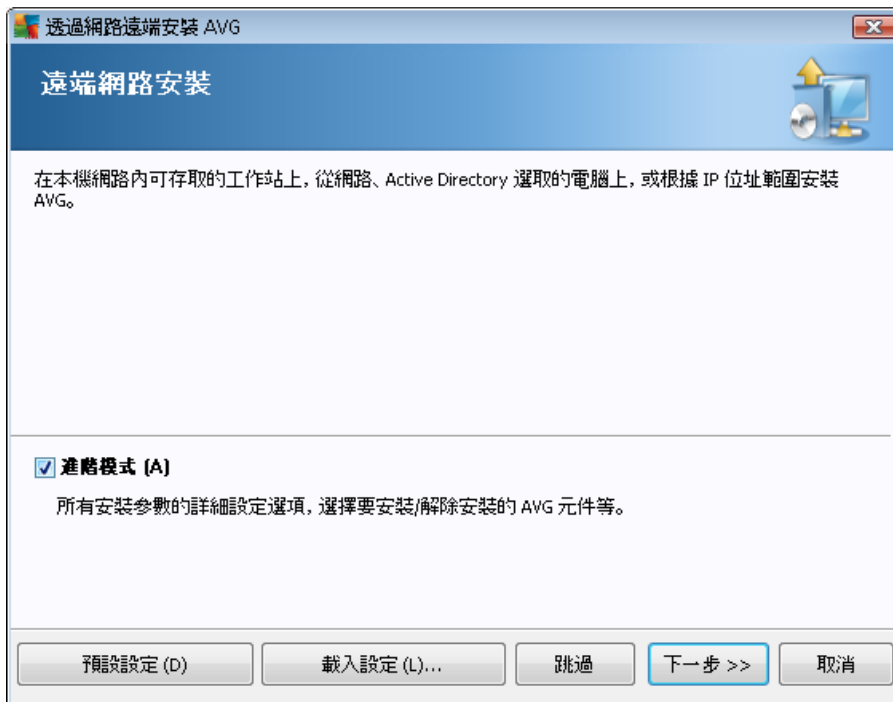 透過網路遠端安裝 AVG
遠端網路安裝
在本機網路內可存取的工作站上，從網路、Active Directory 選取的電腦上，或根據 IP 位址範圍安裝
AVG。
進階模式 (A)
所有安裝參數的詳細設定選項，選擇要安裝/解除安裝的 AVG 元件等。
預設設定 (D)
載入設定 (L)...
跳過
下一步 >>
取消